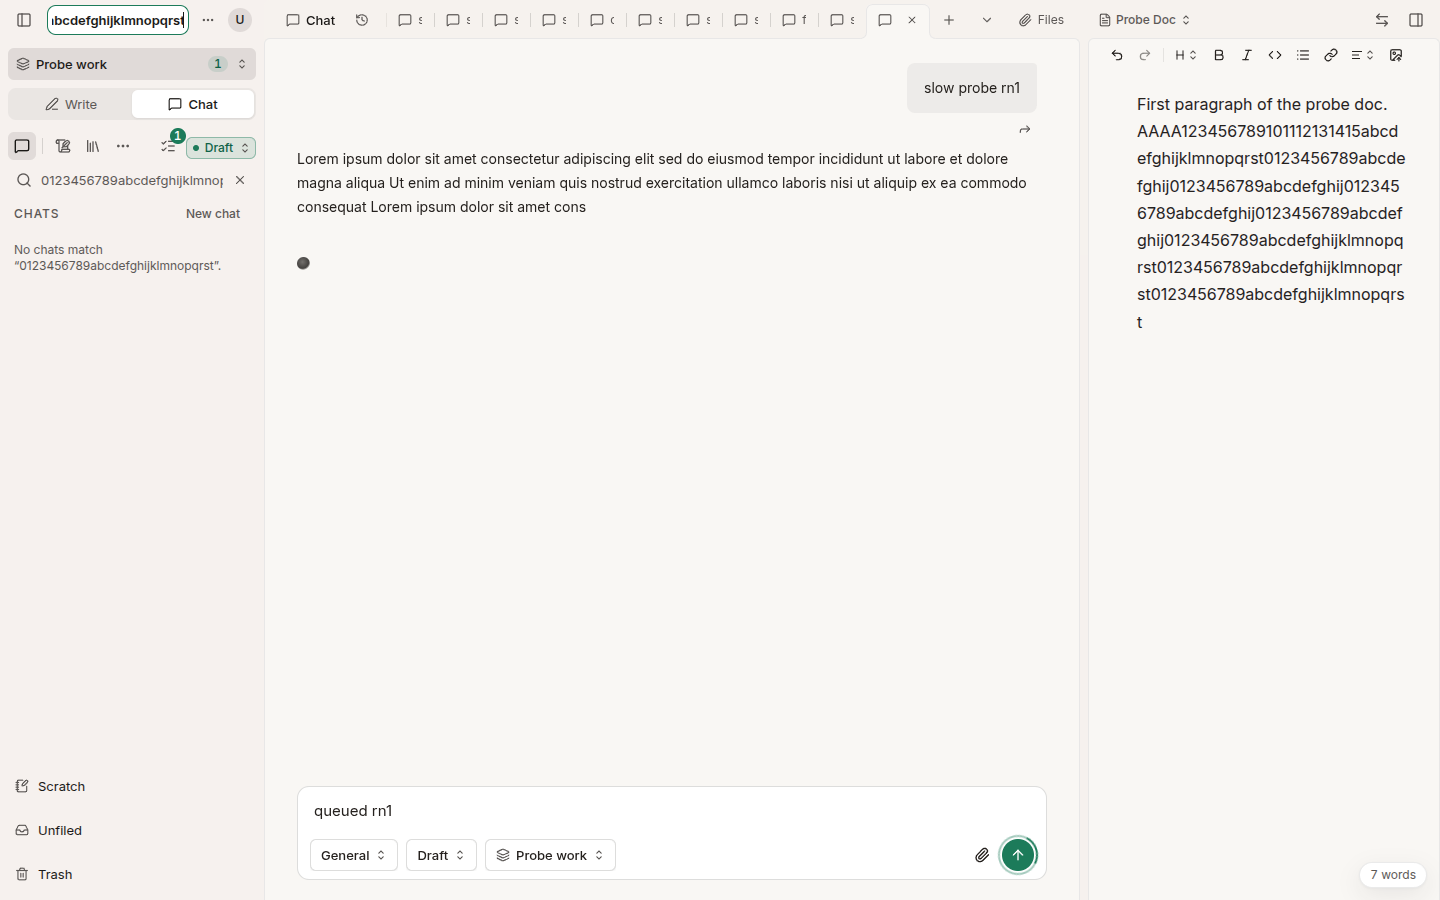 abcdefghijklmnopqrst
U
Probe work
1
Write
Chat
1
Draft
0123456789abcdefghijklmnop
CHATS
New chat
No chats match
“0123456789abcdefghijklmnopqrst”.
Scratch
Unfiled
Trash
Chat
Files
slow probe rn1
Lorem ipsum dolor sit amet consectetur adipiscing elit sed do eiusmod tempor incididunt ut labore et dolore
magna aliqua Ut enim ad minim veniam quis nostrud exercitation ullamco laboris nisi ut aliquip ex ea commodo
consequat Lorem ipsum dolor sit amet cons
queued rn1
General
Draft
Probe work
Probe Doc
H
B
I
First paragraph of the probe doc.
AAAA123456789101112131415abcd
efghijklmnopqrst0123456789abcde
fghij0123456789abcdefghij012345
6789abcdefghij0123456789abcdef
ghij0123456789abcdefghijklmnopq
rst0123456789abcdefghijklmnopqr
st0123456789abcdefghijklmnopqrs
t
7 words